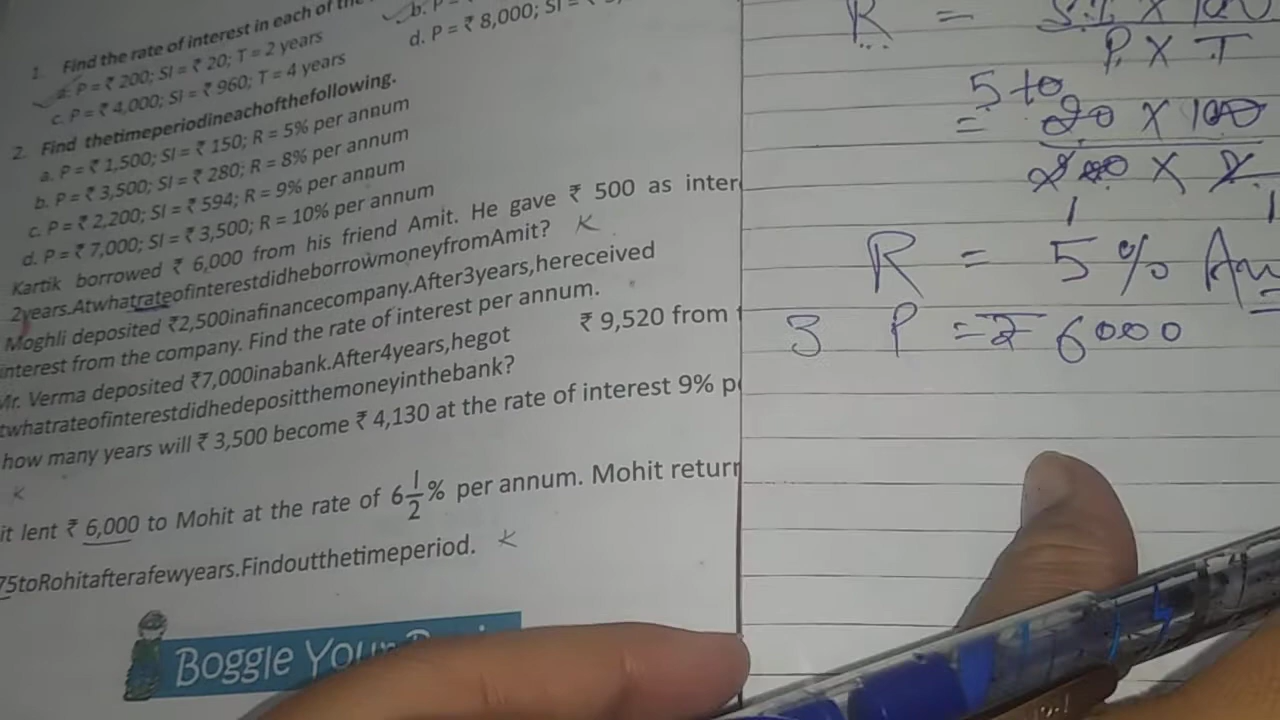 1. Find the rate of interest in each of the
a. P = ₹ 200; SI = ₹ 20; T = 2 years
b. P =
c. P = ₹ 4,000; SI = ₹ 960; T = 4 years
d. P = ₹ 8,000; SI = ₹
2. Find thetimeperiodineachofthefollowing.
a. P = ₹ 1,500; SI = ₹ 150; R = 5% per annum
b. P = ₹ 3,500; SI = ₹ 280; R = 8% per annum
c. P = ₹ 2,200; SI = ₹ 594; R = 9% per annum
d. P = ₹ 7,000; SI = ₹ 3,500; R = 10% per annum
Kartik borrowed ₹ 6,000 from his friend Amit. He gave ₹ 500 as inter
2years.AtwhatrateofinterestdidheborrowmoneyfromAmit? K
Moghli deposited ₹2,500inafinancecompany.After3years,hereceived
interest from the company. Find the rate of interest per annum.
Mr. Verma deposited ₹7,000inabank.After4years,hegot ₹ 9,520 from
twhatrateofinterestdidhedepositthemoneyinthebank?
how many years will ₹ 3,500 become ₹ 4,130 at the rate of interest 9% p
K
it lent ₹ 6,000 to Mohit at the rate of 6 1/2 % per annum. Mohit return
75toRohitafterafewyears.Findoutthetimeperiod. K
Boggle Your
R = S.I X 100
P X T
5 10
= 20 X 100
200 X 2
1 1
R = 5 % Ans
3 P = ₹ 6000